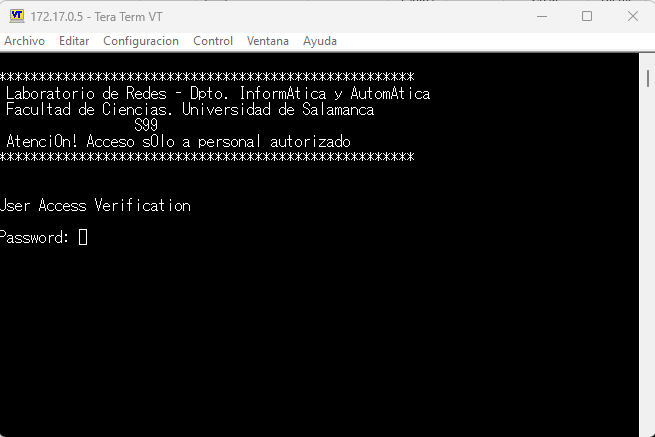 172.17.0.5 - Tera Term VT
Archivo Editar Configuracion Control Ventana Ayuda
****************************************************
Laboratorio de Redes - Dpto. InformAtica y AutomAtica
Facultad de Ciencias. Universidad de Salamanca
S99
AtenciOn! Acceso sOlo a personal autorizado
****************************************************
User Access Verification
Password: